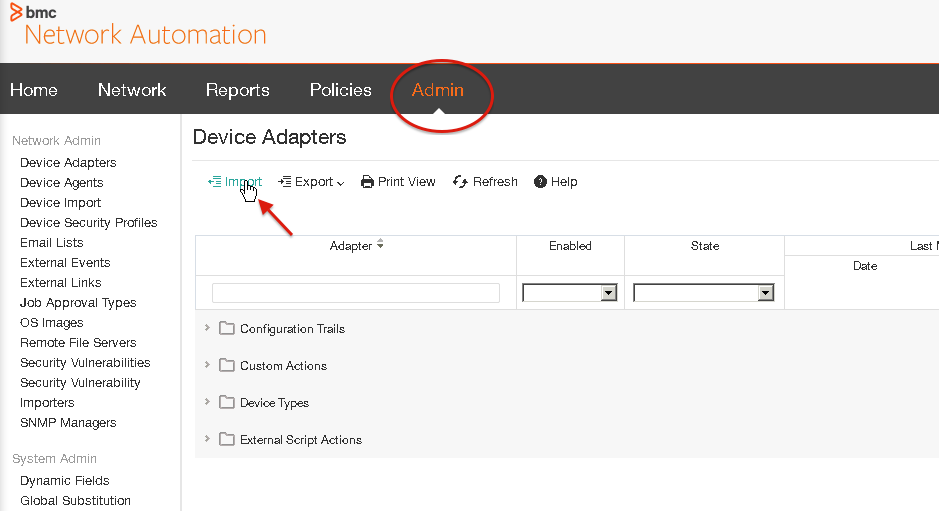 bmc
Network Automation
Home Network Reports Policies Admin
Network Admin
Device Adapters
Device Agents
Device Import
Device Security Profiles
Email Lists
External Events
External Links
Job Approval Types
OS Images
Remote File Servers
Security Vulnerabilities
Security Vulnerability
Importers
SNMP Managers
System Admin
Dynamic Fields
Global Substitution
Device Adapters
Import Export Print View Refresh Help
Adapter Enabled State Last
Date
Configuration Trails
Custom Actions
Device Types
External Script Actions